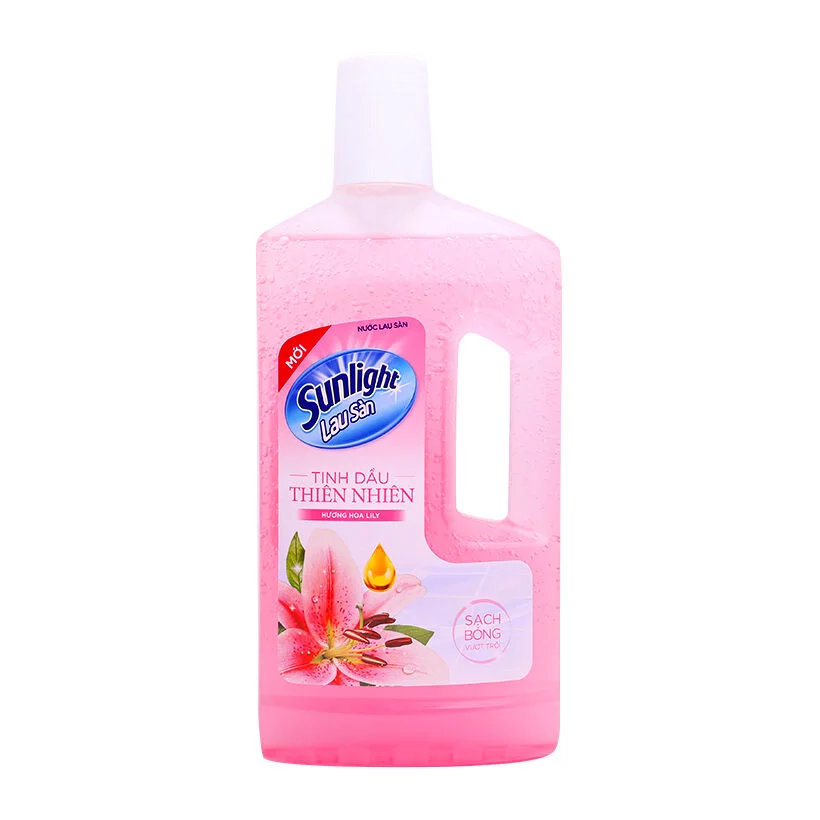 NƯỚC LAU SÀN
MỚI
Sunlight
Lau sàn
TINH DẦU
THIÊN NHIÊN
HƯƠNG HOA LILY
SẠCH
BÓNG
VƯỢT TRỘI